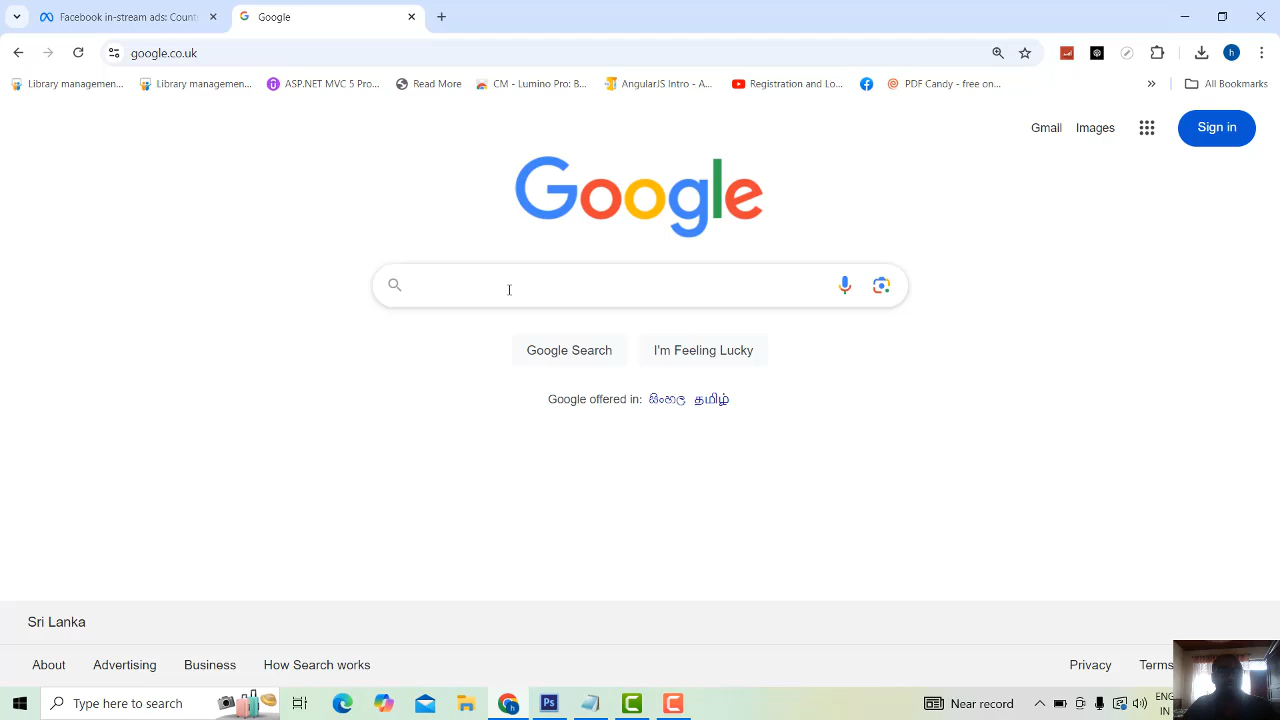 Facebook in-stream ads: Count
Google
google.co.uk
Library managemen...
Library managemen...
ASP.NET MVC 5 Pro...
Read More
CM - Lumino Pro: B...
AngularJS Intro - A...
Registration and Lo...
PDF Candy - free on...
»
All Bookmarks
Gmail
Images
Sign in
Google
Google Search
I'm Feeling Lucky
Google offered in: සිංහල தமிழ்
Sri Lanka
About
Advertising
Business
How Search works
Privacy
Terms
Type here to search
Near record
ENG
IN